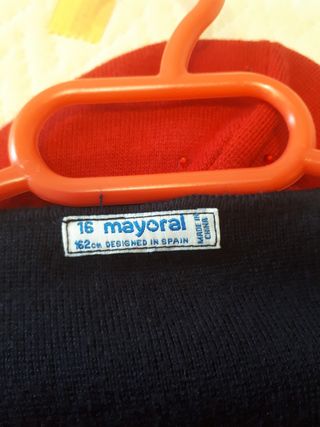 16 mayoral
162cm DESIGNED IN SPAIN
MADE IN
CHINA